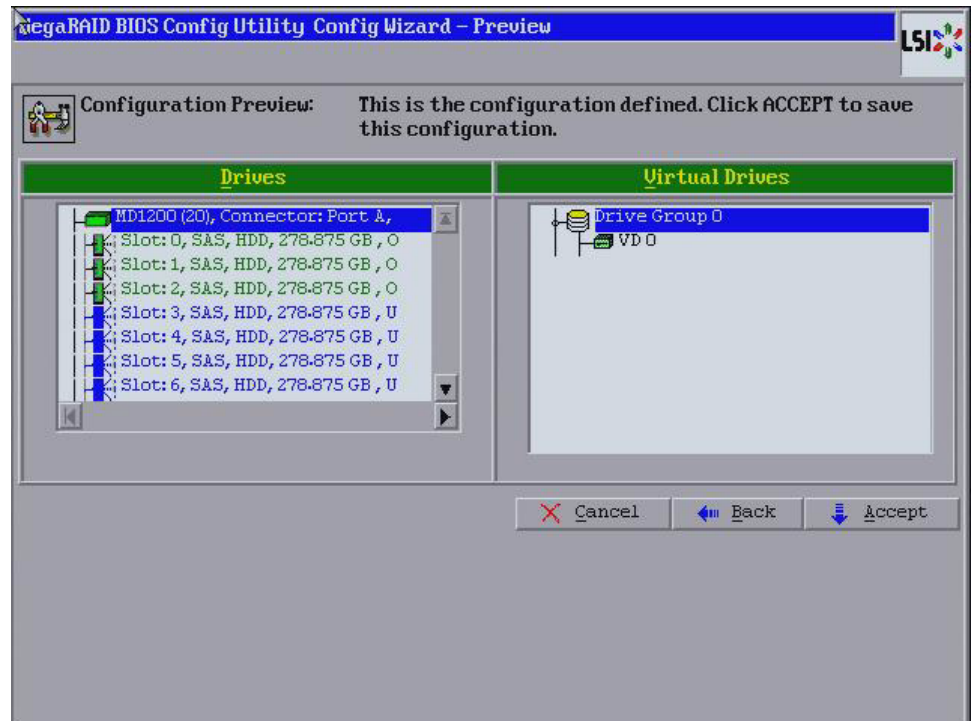 MegaRAID BIOS Config Utility Config Wizard – Preview
LSI
Configuration Preview: This is the configuration defined. Click ACCEPT to save
this configuration.
Drives
MD1200 (20), Connector: Port A,
Slot: 0, SAS, HDD, 278.875 GB , O
Slot: 1, SAS, HDD, 278.875 GB , O
Slot: 2, SAS, HDD, 278.875 GB , O
Slot: 3, SAS, HDD, 278.875 GB , U
Slot: 4, SAS, HDD, 278.875 GB , U
Slot: 5, SAS, HDD, 278.875 GB , U
Slot: 6, SAS, HDD, 278.875 GB , U
Virtual Drives
Drive Group 0
VD 0
Cancel
Back
Accept